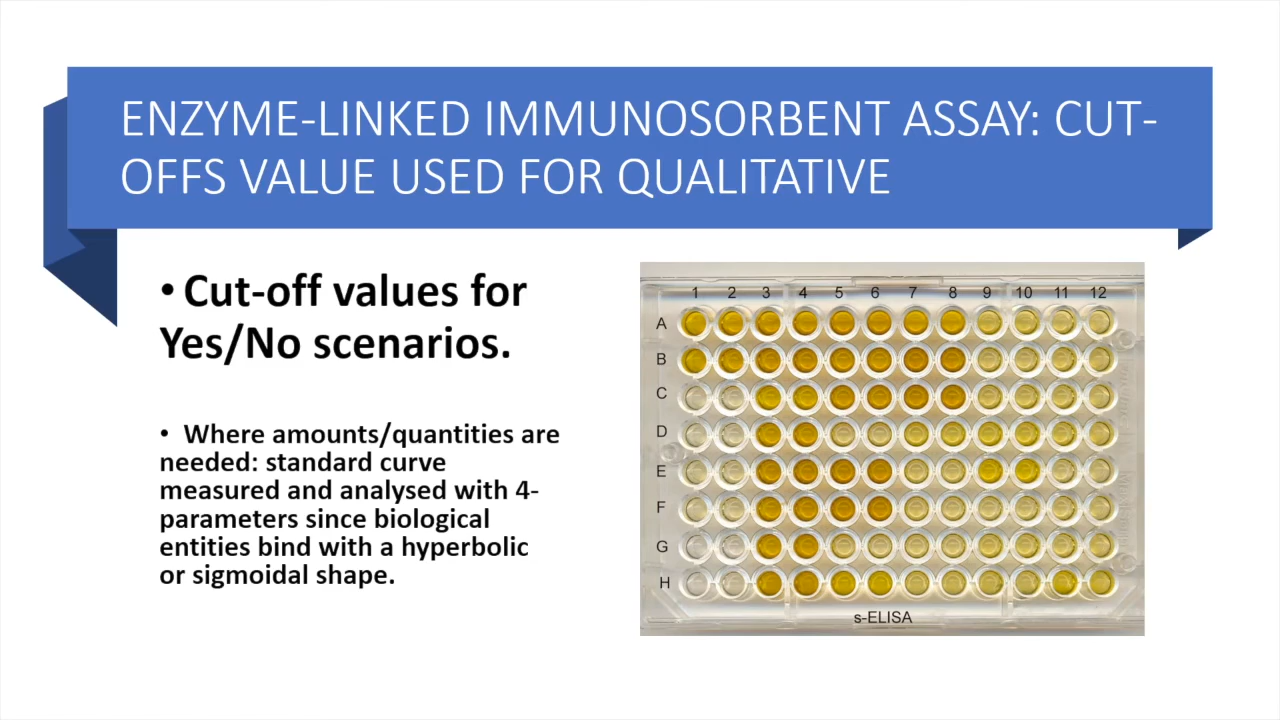 ENZYME-LINKED IMMUNOSORBENT ASSAY: CUT-
OFFS VALUE USED FOR QUALITATIVE
• Cut-off values for
Yes/No scenarios.
• Where amounts/quantities are
needed: standard curve
measured and analysed with 4-
parameters since biological
entities bind with a hyperbolic
or sigmoidal shape.
1 2 3 4 5 6 7 8 9 10 11 12
A
B
C
D
E
F
G
H
s-ELISA